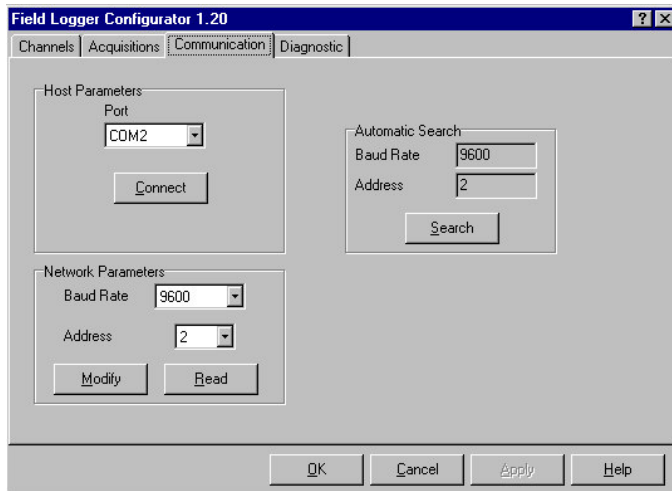 Field Logger Configurator 1.20
Channels Acquisitions Communication Diagnostic
Host Parameters
Port
COM2
Connect
Automatic Search
Baud Rate 9600
Address 2
Search
Network Parameters
Baud Rate 9600
Address 2
Modify Read
OK Cancel Apply Help